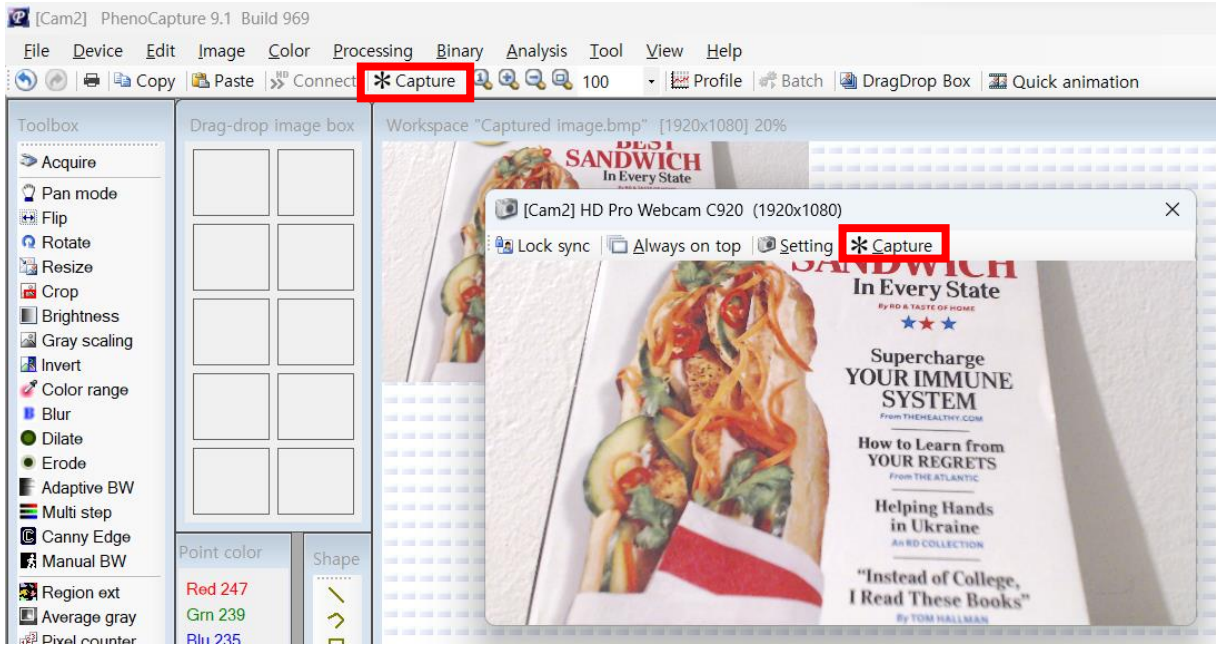 [Cam2] PhenoCapture 9.1 Build 969
File Device Edit Image Color Processing Binary Analysis Tool View Help
Copy Paste HD Connect Capture 100 Profile Batch DragDrop Box Quick animation
Toolbox
Acquire
Pan mode
Flip
Rotate
Resize
Crop
Brightness
Gray scaling
Invert
Color range
Blur
Dilate
Erode
Adaptive BW
Multi step
Canny Edge
Manual BW
Region ext
Average gray
Pixel counter
Drag-drop image box
Point color
Red 247
Grn 239
Blu 235
Shape
Workspace "Captured image.bmp" [1920x1080] 20%
BEST
SANDWICH
In Every State
[Cam2] HD Pro Webcam C920 (1920x1080)
Lock sync Always on top Setting Capture
SANDWICH
In Every State
By RD & TASTE OF HOME
Supercharge
YOUR IMMUNE
SYSTEM
From THEHEALTHY.COM
How to Learn from
YOUR REGRETS
From THE ATLANTIC
Helping Hands
in Ukraine
An RD COLLECTION
"Instead of College,
I Read These Books"
By TOM HALLMAN